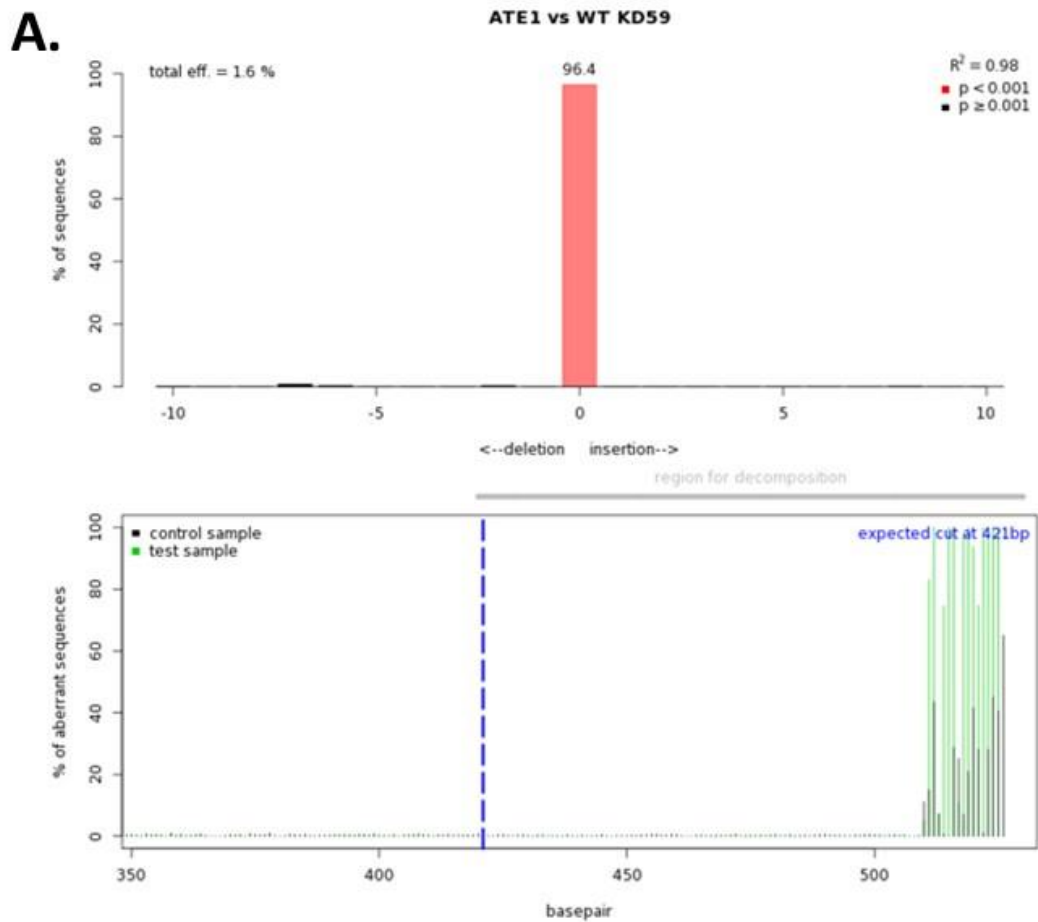 A.
ATE1 vs WT KD59
total eff. = 1.6 %
96.4
R² = 0.98
p < 0.001
p ≥ 0.001
% of sequences
0
20
40
60
80
100
-10
-5
0
5
10
<--deletion insertion-->
region for decomposition
control sample
test sample
expected cut at 421bp
% of aberrant sequences
0
20
40
60
80
100
350
400
450
500
basepair